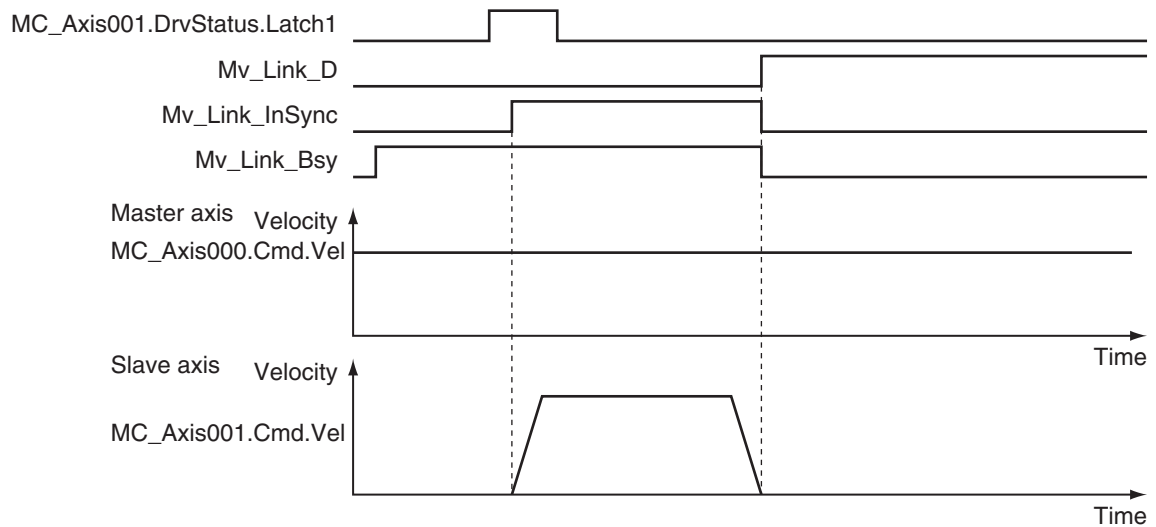 MC_Axis001.DrvStatus.Latch1
Mv_Link_D
Mv_Link_InSync
Mv_Link_Bsy
Master axis Velocity
MC_Axis000.Cmd.Vel
Time
Slave axis Velocity
MC_Axis001.Cmd.Vel
Time